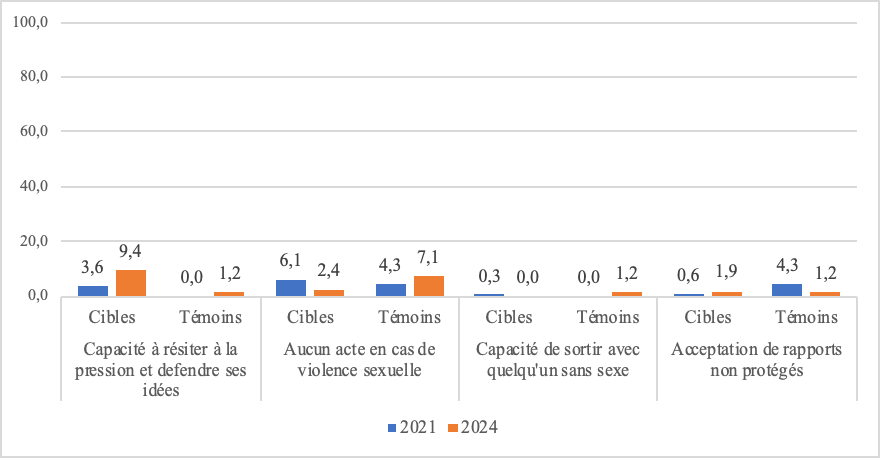 100,0
80,0
60,0
40,0
20,0
0,0
3,6 9,4 0,0 1,2 6,1 2,4 4,3 7,1 0,3 0,0 0,0 1,2 0,6 1,9 4,3 1,2
Cibles Témoins Cibles Témoins Cibles Témoins Cibles Témoins
Capacité à résiter à la
pression et defendre ses
idées
Aucun acte en cas de
violence sexuelle
Capacité de sortir avec
quelqu'un sans sexe
Acceptation de rapports
non protégés
2021 2024